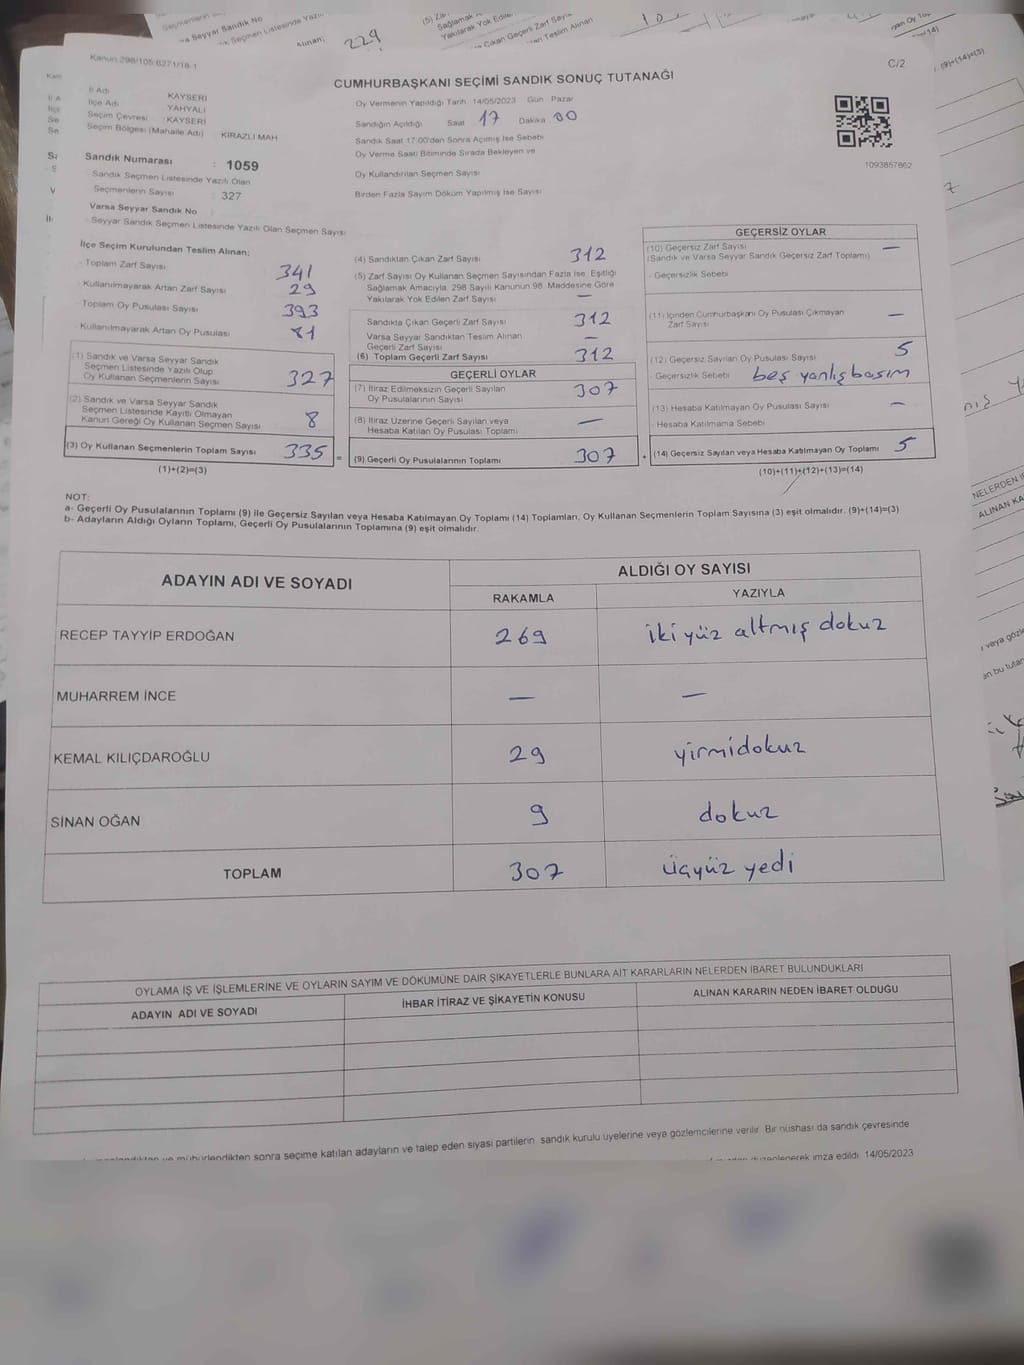 Kanun 298/105:6271/18-1
C/2
CUMHURBAŞKANI SEÇİMİ SANDIK SONUÇ TUTANAĞI
İl Adı KAYSERİ
İlçe Adı YAHYALI
Seçim Çevresi : KAYSERİ
Seçim Bölgesi (Mahalle Adı) KIRAZLI MAH
Sandık Numarası : 1059
Sandık Seçmen Listesinde Yazılı Olan
Seçmenlerin Sayısı : 327
Varsa Seyyar Sandık No
Seyyar Sandık Seçmen Listesinde Yazılı Olan Seçmen Sayısı
Oy Vermenin Yapıldığı Tarih 14/05/2023 Gün Pazar
Sandığın Açıldığı Saat 17 Dakika 00
Sandık Saat 17:00'den Sonra Açılmış İse Sebebi
Oy Verme Saati Bitiminde Sırada Bekleyen ve
Oy Kullandırılan Seçmen Sayısı
Birden Fazla Sayım Döküm Yapılmış İse Sayısı
1093857862
İlçe Seçim Kurulundan Teslim Alınan;
- Toplam Zarf Sayısı 341
- Kullanılmayarak Artan Zarf Sayısı 29
- Toplam Oy Pusulası Sayısı 393
- Kullanılmayarak Artan Oy Pusulası 81
(1) Sandık ve Varsa Seyyar Sandık
Seçmen Listesinde Yazılı Olup
Oy Kullanan Seçmenlerin Sayısı 327
(2) Sandık ve Varsa Seyyar Sandık
Seçmen Listesinde Kayıtlı Olmayan
Kanun Gereği Oy Kullanan Seçmen Sayısı 8
(3) Oy Kullanan Seçmenlerin Toplam Sayısı 335 =
(1)+(2)=(3)
(4) Sandıktan Çıkan Zarf Sayısı 312
(5) Zarf Sayısı Oy Kullanan Seçmen Sayısından Fazla İse, Eşitliği
Sağlamak Amacıyla, 298 Sayılı Kanunun 98. Maddesine Göre
Yakılarak Yok Edilen Zarf Sayısı —
Sandıkta Çıkan Geçerli Zarf Sayısı 312
Varsa Seyyar Sandıktan Teslim Alınan
Geçerli Zarf Sayısı —
(6) Toplam Geçerli Zarf Sayısı 312
GEÇERLİ OYLAR
(7) İtiraz Edilmeksizin Geçerli Sayılan
Oy Pusulalarının Sayısı 307
(8) İtiraz Üzerine Geçerli Sayılan veya
Hesaba Katılan Oy Pusulası Toplamı —
(9) Geçerli Oy Pusulalarının Toplamı 307 +
GEÇERSİZ OYLAR
(10) Geçersiz Zarf Sayısı —
(Sandık ve Varsa Seyyar Sandık Geçersiz Zarf Toplamı)
- Geçersizlik Sebebi
(11) İçinden Cumhurbaşkanı Oy Pusulası Çıkmayan
Zarf Sayısı —
(12) Geçersiz Sayılan Oy Pusulası Sayısı 5
- Geçersizlik Sebebi beş yanlış basım
(13) Hesaba Katılmayan Oy Pusulası Sayısı —
- Hesaba Katılmama Sebebi
(14) Geçersiz Sayılan veya Hesaba Katılmayan Oy Toplamı 5
(10)+(11)+(12)+(13)=(14)
NOT:
a- Geçerli Oy Pusulalarının Toplamı (9) ile Geçersiz Sayılan veya Hesaba Katılmayan Oy Toplamı (14) Toplamları, Oy Kullanan Seçmenlerin Toplam Sayısına (3) eşit olmalıdır. (9)+(14)=(3)
b- Adayların Aldığı Oyların Toplamı, Geçerli Oy Pusulalarının Toplamına (9) eşit olmalıdır.
ADAYIN ADI VE SOYADI ALDIĞI OY SAYISI
RAKAMLA YAZIYLA
RECEP TAYYİP ERDOĞAN 269 iki yüz altmış dokuz
MUHARREM İNCE — —
KEMAL KILIÇDAROĞLU 29 yirmidokuz
SİNAN OĞAN 9 dokuz
TOPLAM 307 üçyüz yedi
OYLAMA İŞ VE İŞLEMLERİNE VE OYLARIN SAYIM VE DÖKÜMÜNE DAİR ŞİKAYETLERLE BUNLARA AİT KARARLARIN NELERDEN İBARET BULUNDUKLARI
ADAYIN ADI VE SOYADI İHBAR İTİRAZ VE ŞİKAYETİN KONUSU ALINAN KARARIN NEDEN İBARET OLDUĞU
mühürlendikten sonra seçime katılan adayların ve talep eden siyasi partilerin sandık kurulu üyelerine veya gözlemcilerine verilir. Bir nüshası da sandık çevresinde
düzenlenerek imza edildi. 14/05/2023